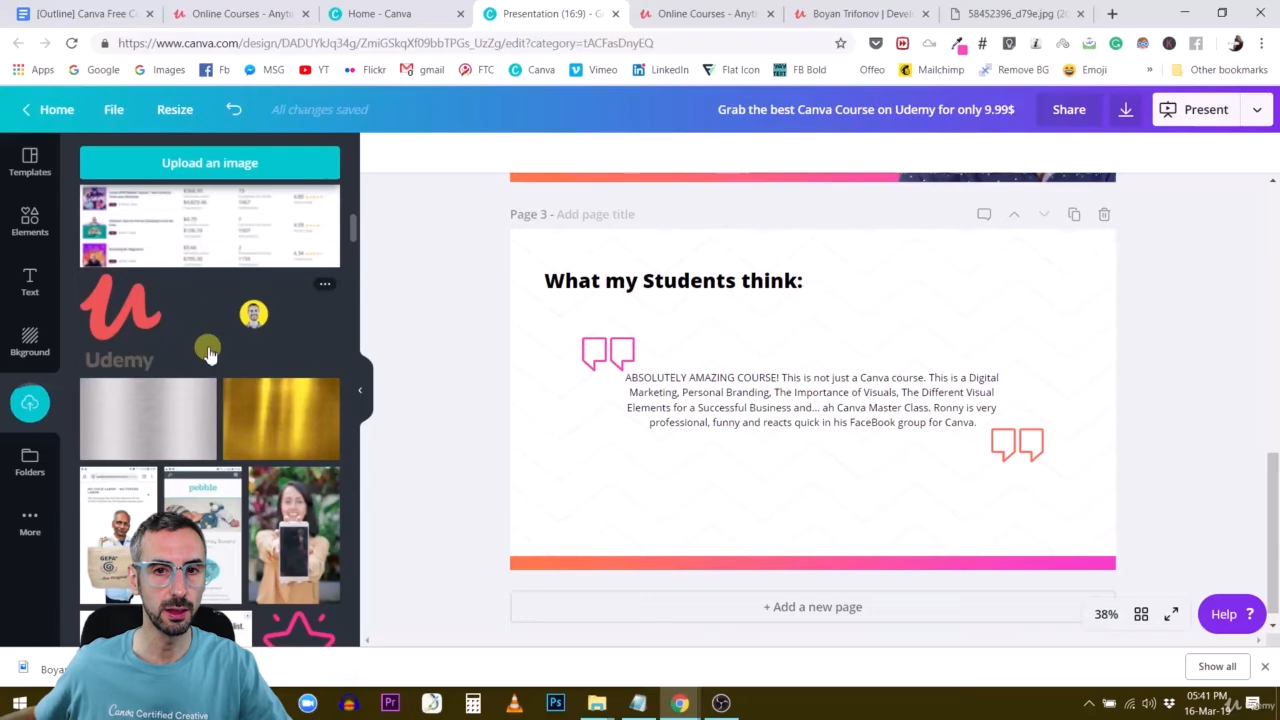 [Outline] Canva Free C
Online Courses - Anyti
Home - Canva
Presentation (16:9) - G
Online Courses - Anyti
Boyan Trifonov | Devel
58452396_d79e.jpg (20
https://www.canva.com/design/DADUYkJq34g/
Apps
Google
Images
Fb
MSG
YT
Flickr
gmail
FTC
Canva
Vimeo
LinkedIn
Flat Icon
FB Bold
Offeo
Mailchimp
Remove BG
Emoji
»
Other bookmarks
Home
File
Resize
All changes saved
Grab the best Canva Course on Udemy for only 9.99$
Share
Present
Templates
Elements
Text
Bkground
Folders
More
Upload an image
Udemy
pebble
GEPA
Page 3 - Add page title
What my Students think:
ABSOLUTELY AMAZING COURSE! This is not just a Canva course. This is a Digital
Marketing, Personal Branding, The Importance of Visuals, The Different Visual
Elements for a Successful Business and... ah Canva Master Class. Ronny is very
professional, funny and reacts quick in his FaceBook group for Canva.
+ Add a new page
38%
Help ?
Boyan
Show all
Canva Certified Creative
05:41 PM
16-Mar-19
Udemy